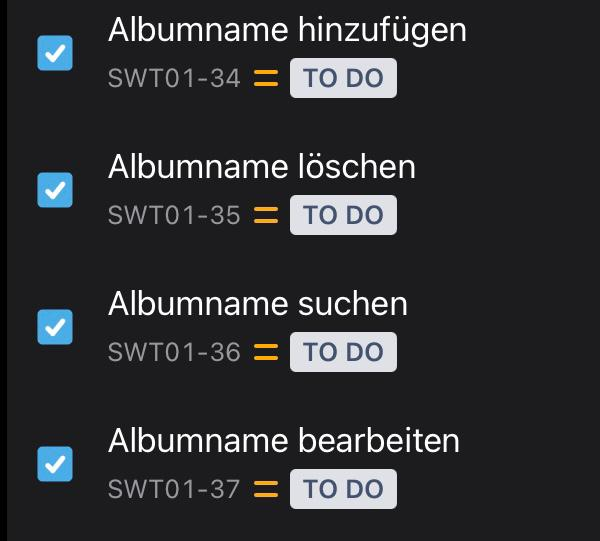 Albumname hinzufügen
SWT01-34 TO DO
Albumname löschen
SWT01-35 TO DO
Albumname suchen
SWT01-36 TO DO
Albumname bearbeiten
SWT01-37 TO DO